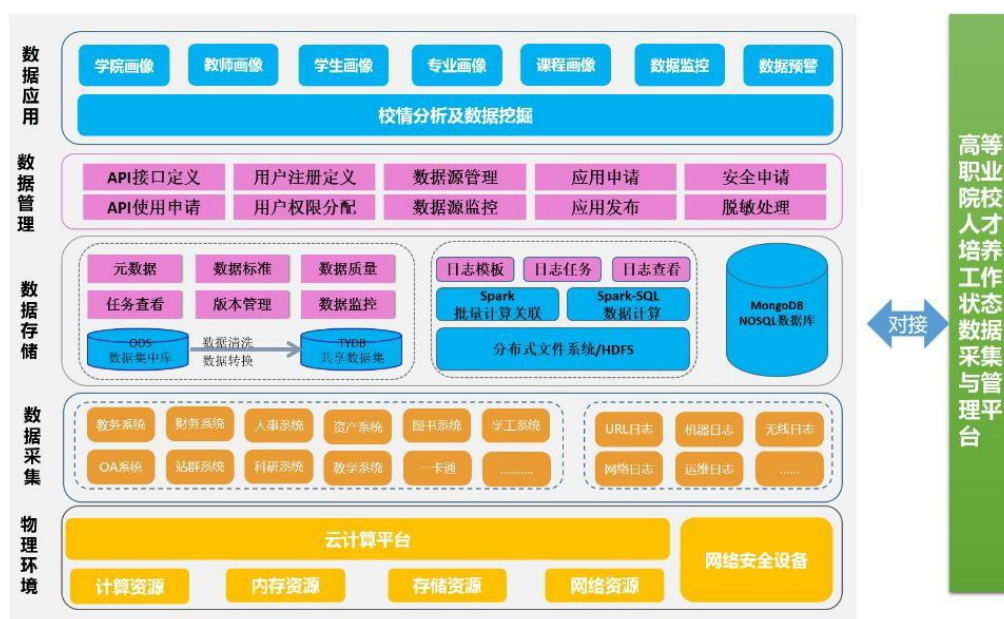 数据应用
学院画像 教师画像 学生画像 专业画像 课程画像 数据监控 数据预警
校情分析及数据挖掘
数据管理
API接口定义 用户注册定义 数据源管理 应用申请 安全申请
API使用申请 用户权限分配 数据源监控 应用发布 脱敏处理
数据存储
元数据 数据标准 数据质量
任务查看 版本管理 数据监控
ODS
数据集中库
数据清洗
数据转换
TYDB
共享数据集
日志模板 日志任务 日志查看
Spark
批量计算关联
Spark-SQL
数据计算
分布式文件系统/HDFS
MongoDB
NOSQL数据库
数据采集
教务系统 财务系统 人事系统 资产系统 图书系统 学工系统
OA系统 站群系统 科研系统 教学系统 一卡通 ..........
URL日志 机器日志 无线日志
网络日志 运维日志 ......
物理环境
云计算平台
计算资源 内存资源 存储资源 网络资源
网络安全设备
对接
高等
职业
院校
人才
培养
工作
状态
数据
采集
与管
理平
台